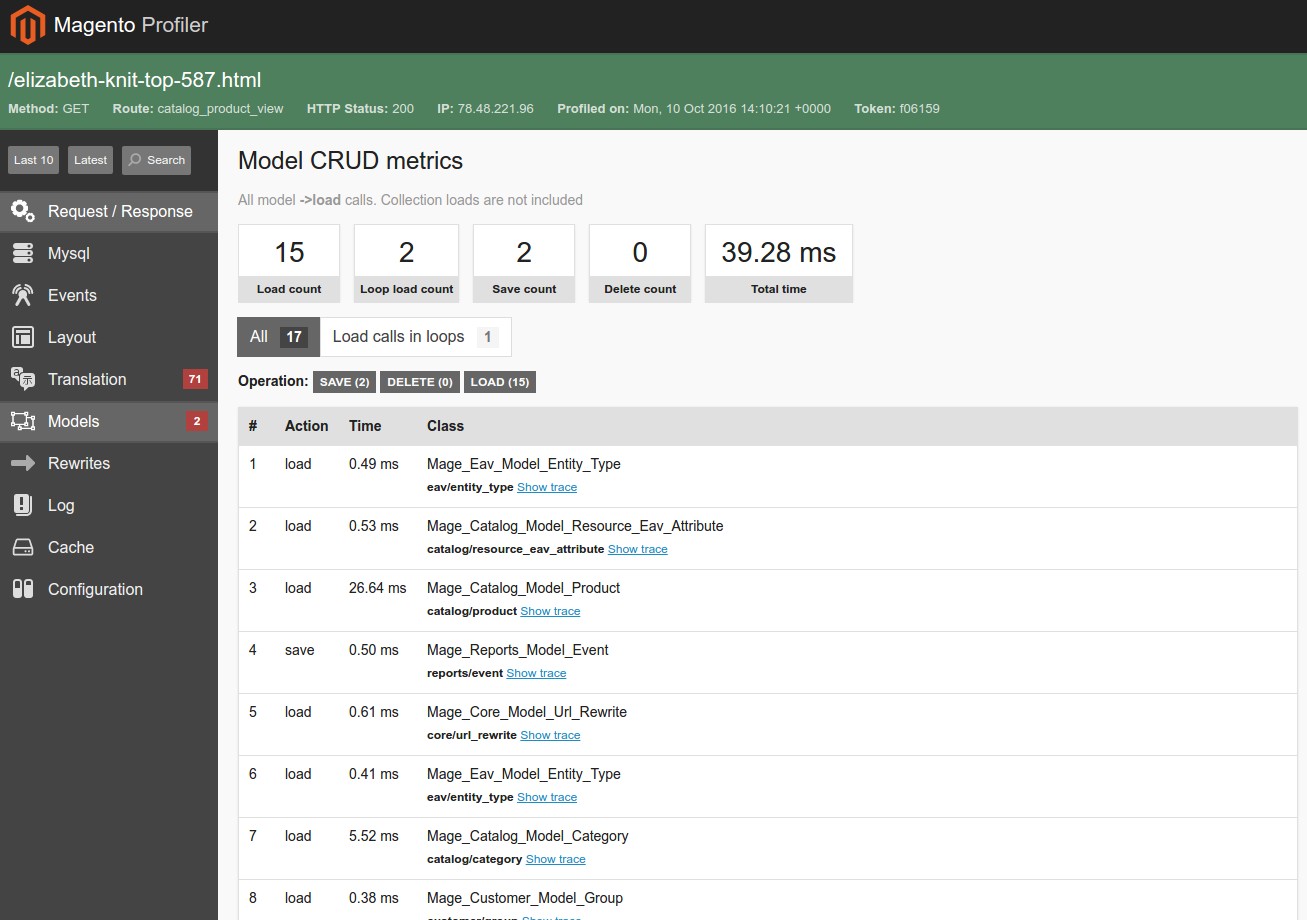 Magento Profiler
/elizabeth-knit-top-587.html
Method: GET Route: catalog_product_view HTTP Status: 200 IP: 78.48.221.96 Profiled on: Mon, 10 Oct 2016 14:10:21 +0000 Token: f06159
Last 10 Latest Search
Request / Response
Mysql
Events
Layout
Translation 71
Models 2
Rewrites
Log
Cache
Configuration
Model CRUD metrics
All model ->load calls. Collection loads are not included
15 2 2 0 39.28 ms
Load count Loop load count Save count Delete count Total time
All 17 Load calls in loops 1
Operation: SAVE (2) DELETE (0) LOAD (15)
# Action Time Class
1 load 0.49 ms Mage_Eav_Model_Entity_Type
eav/entity_type Show trace
2 load 0.53 ms Mage_Catalog_Model_Resource_Eav_Attribute
catalog/resource_eav_attribute Show trace
3 load 26.64 ms Mage_Catalog_Model_Product
catalog/product Show trace
4 save 0.50 ms Mage_Reports_Model_Event
reports/event Show trace
5 load 0.61 ms Mage_Core_Model_Url_Rewrite
core/url_rewrite Show trace
6 load 0.41 ms Mage_Eav_Model_Entity_Type
eav/entity_type Show trace
7 load 5.52 ms Mage_Catalog_Model_Category
catalog/category Show trace
8 load 0.38 ms Mage_Customer_Model_Group
customer/group Show trace